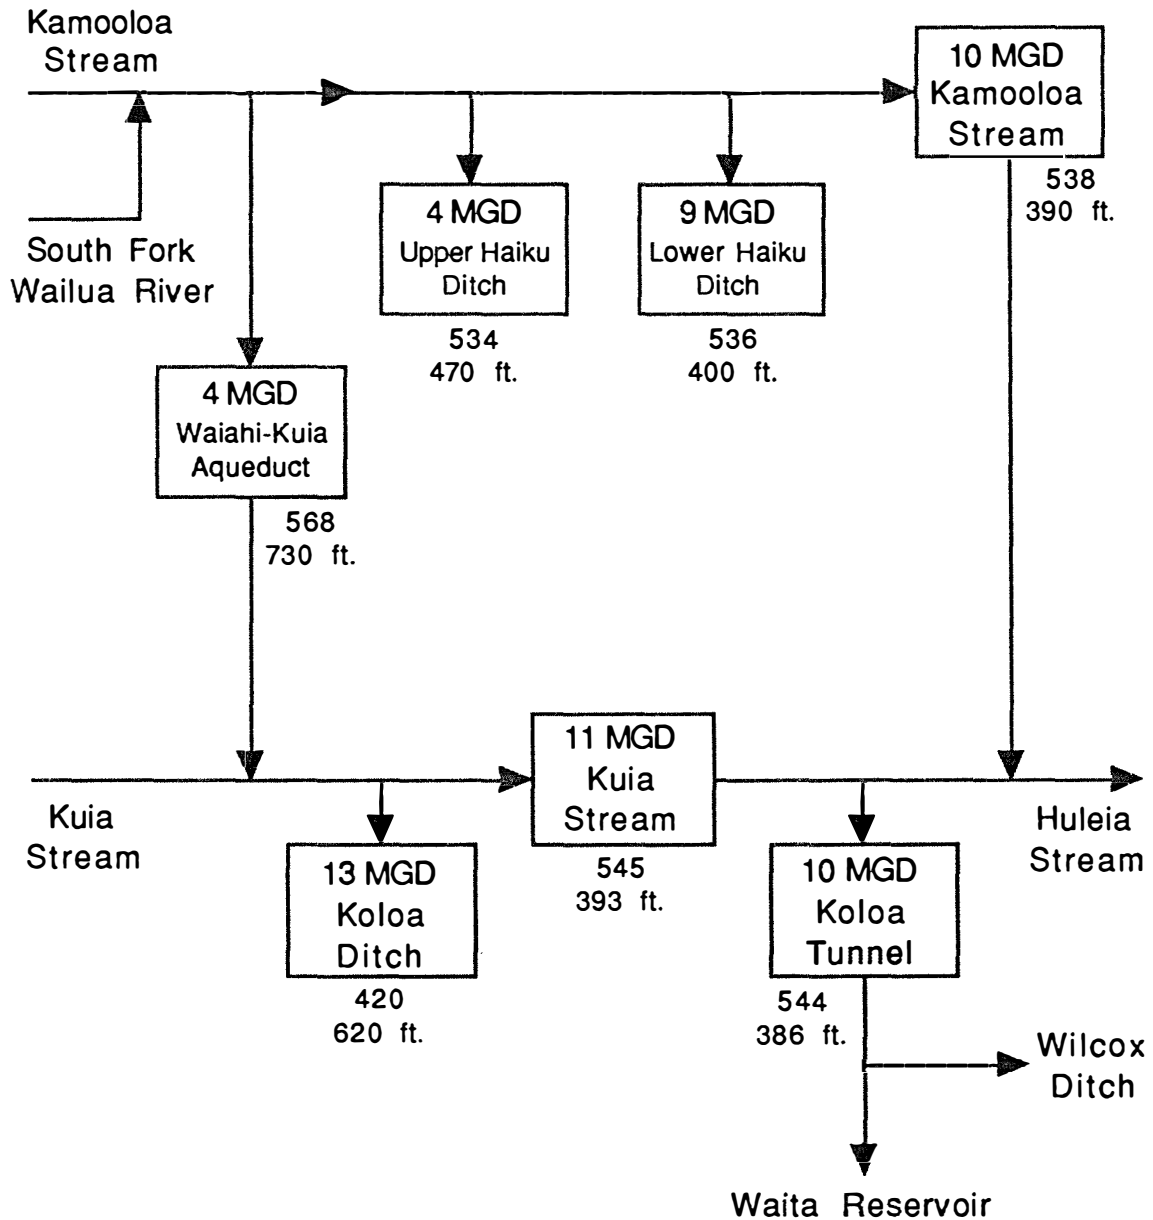 Kamooloa
Stream
10 MGD
Kamooloa
Stream
538
390 ft.
South Fork
Wailua River
4 MGD
Upper Haiku
Ditch
534
470 ft.
9 MGD
Lower Haiku
Ditch
536
400 ft.
4 MGD
Waiahi-Kuia
Aqueduct
568
730 ft.
11 MGD
Kuia
Stream
545
393 ft.
Kuia
Stream
13 MGD
Koloa
Ditch
420
620 ft.
10 MGD
Koloa
Tunnel
544
386 ft.
Huleia
Stream
Wilcox
Ditch
Waita Reservoir